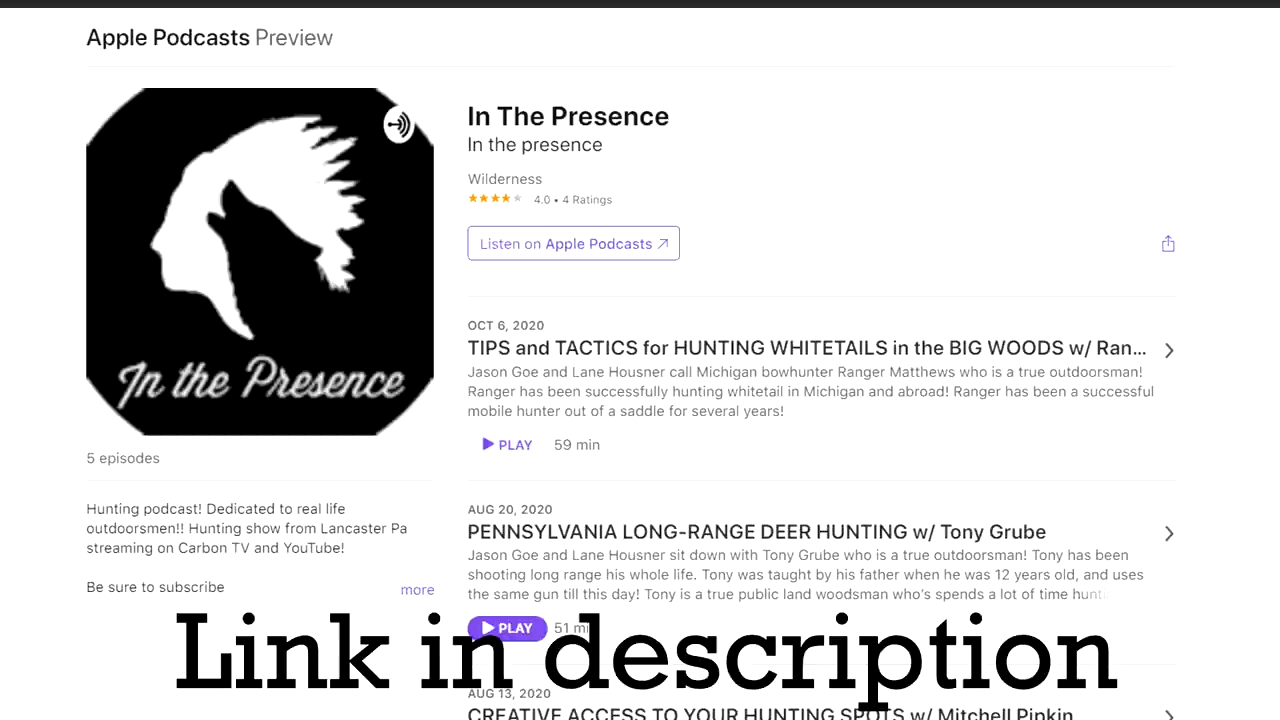 Apple Podcasts Preview
In the Presence
5 episodes
Hunting podcast! Dedicated to real life
outdoorsmen!! Hunting show from Lancaster Pa
streaming on Carbon TV and YouTube!
Be sure to subscribe
more
In The Presence
In the presence
Wilderness
4.0 • 4 Ratings
Listen on Apple Podcasts
OCT 6, 2020
TIPS and TACTICS for HUNTING WHITETAILS in the BIG WOODS w/ Ran...
Jason Goe and Lane Housner call Michigan bowhunter Ranger Matthews who is a true outdoorsman!
Ranger has been successfully hunting whitetail in Michigan and abroad! Ranger has been a successful
mobile hunter out of a saddle for several years!
PLAY 59 min
AUG 20, 2020
PENNSYLVANIA LONG-RANGE DEER HUNTING w/ Tony Grube
Jason Goe and Lane Housner sit down with Tony Grube who is a true outdoorsman! Tony has been
shooting long range his whole life. Tony was taught by his father when he was 12 years old, and uses
the same gun till this day! Tony is a true public land woodsman who's spends a lot of time
PLAY 51
Link in description
AUG 13, 2020
CREATIVE ACCESS TO YOUR HUNTING SPOTS w/ Mitchell Pipkin